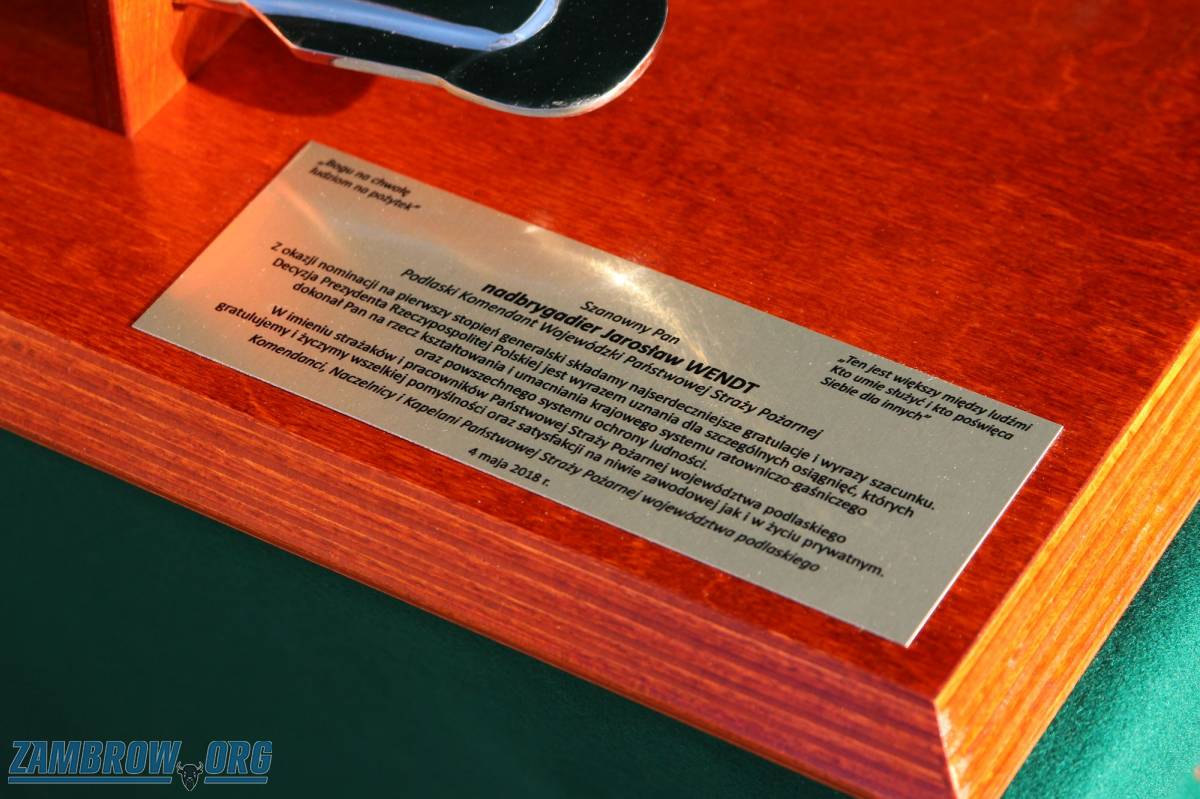 „Bogu na chwałę
ludziom na pożytek"
„Ten jest większy między ludźmi
Kto umie służyć i kto poświęca
Siebie dla innych"
Szanowny Pan
nadbrygadier Jarosław WENDT
Podlaski Komendant Wojewódzki Państwowej Straży Pożarnej
Z okazji nominacji na pierwszy stopień generalski składamy najserdeczniejsze gratulacje i wyrazy szacunku.
Decyzja Prezydenta Rzeczypospolitej Polskiej jest wyrazem uznania dla szczególnych osiągnięć, których
dokonał Pan na rzecz kształtowania i umacniania krajowego systemu ratowniczo-gaśniczego
oraz powszechnego systemu ochrony ludności.
W imieniu strażaków i pracowników Państwowej Straży Pożarnej województwa podlaskiego
gratulujemy i życzymy wszelkiej pomyślności oraz satysfakcji na niwie zawodowej jak i w życiu prywatnym.
Komendanci, Naczelnicy i Kapelani Państwowej Straży Pożarnej województwa podlaskiego
4 maja 2018 r.
ZAMBROW.ORG